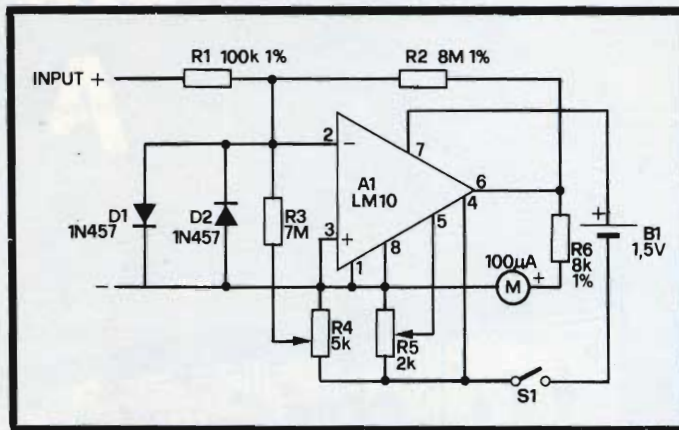 R1 100k 1%
R2 8M 1%
INPUT +
2
−
7
A1
LM10
6
4
5
D1
1N457
D2
1N457
R3
7M
3
+
1
8
+
B1
1,5V
R6
8k
1%
100µA
+
M
−
R4
5k
R5
2k
S1